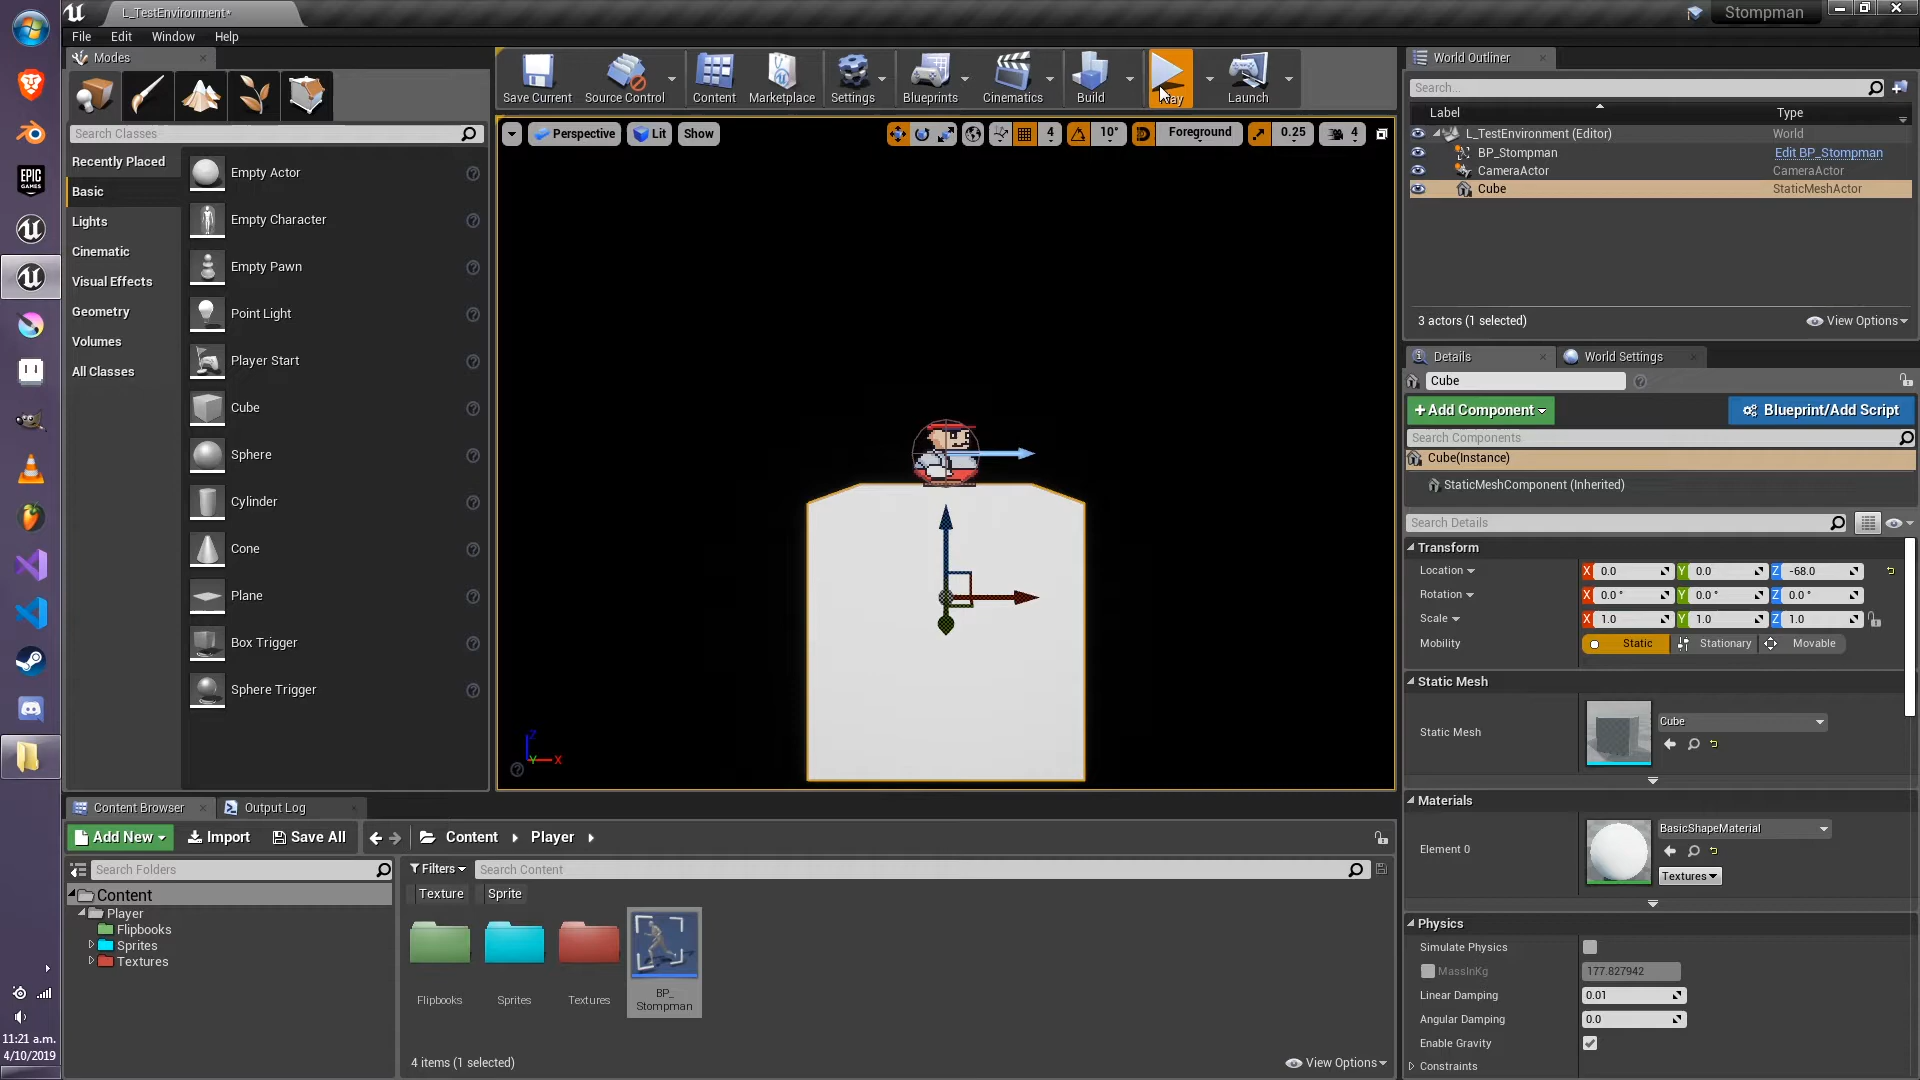 L_TestEnvironment*
Stompman
File Edit Window Help
Modes
Search Classes
Recently Placed
Basic
Lights
Cinematic
Visual Effects
Geometry
Volumes
All Classes
Empty Actor
Empty Character
Empty Pawn
Point Light
Player Start
Cube
Sphere
Cylinder
Cone
Plane
Box Trigger
Sphere Trigger
Save Current Source Control Content Marketplace Settings Blueprints Cinematics Build Play Launch
Perspective Lit Show 4 10° Foreground 0.25 4
Z
Y X
World Outliner
Search...
Label Type
L_TestEnvironment (Editor) World
BP_Stompman Edit BP_Stompman
CameraActor CameraActor
Cube StaticMeshActor
3 actors (1 selected) View Options
Details World Settings
Cube
+Add Component Blueprint/Add Script
Search Components
Cube(Instance)
StaticMeshComponent (Inherited)
Search Details
Transform
Location X 0.0 Y 0.0 Z -68.0
Rotation X 0.0 ° Y 0.0 ° Z 0.0 °
Scale X 1.0 Y 1.0 Z 1.0
Mobility Static Stationary Movable
Static Mesh
Static Mesh Cube
Materials
Element 0 BasicShapeMaterial
Textures
Physics
Simulate Physics
MassInKg 177.827942
Linear Damping 0.01
Angular Damping 0.0
Enable Gravity
Constraints
Content Browser Output Log
Add New Import Save All Content Player
Search Folders
Content
Player
Flipbooks
Sprites
Textures
Filters Search Content
Texture Sprite
Flipbooks Sprites Textures BP_
Stompman
4 items (1 selected) View Options
EPIC
GAMES
11:21 a.m.
4/10/2019